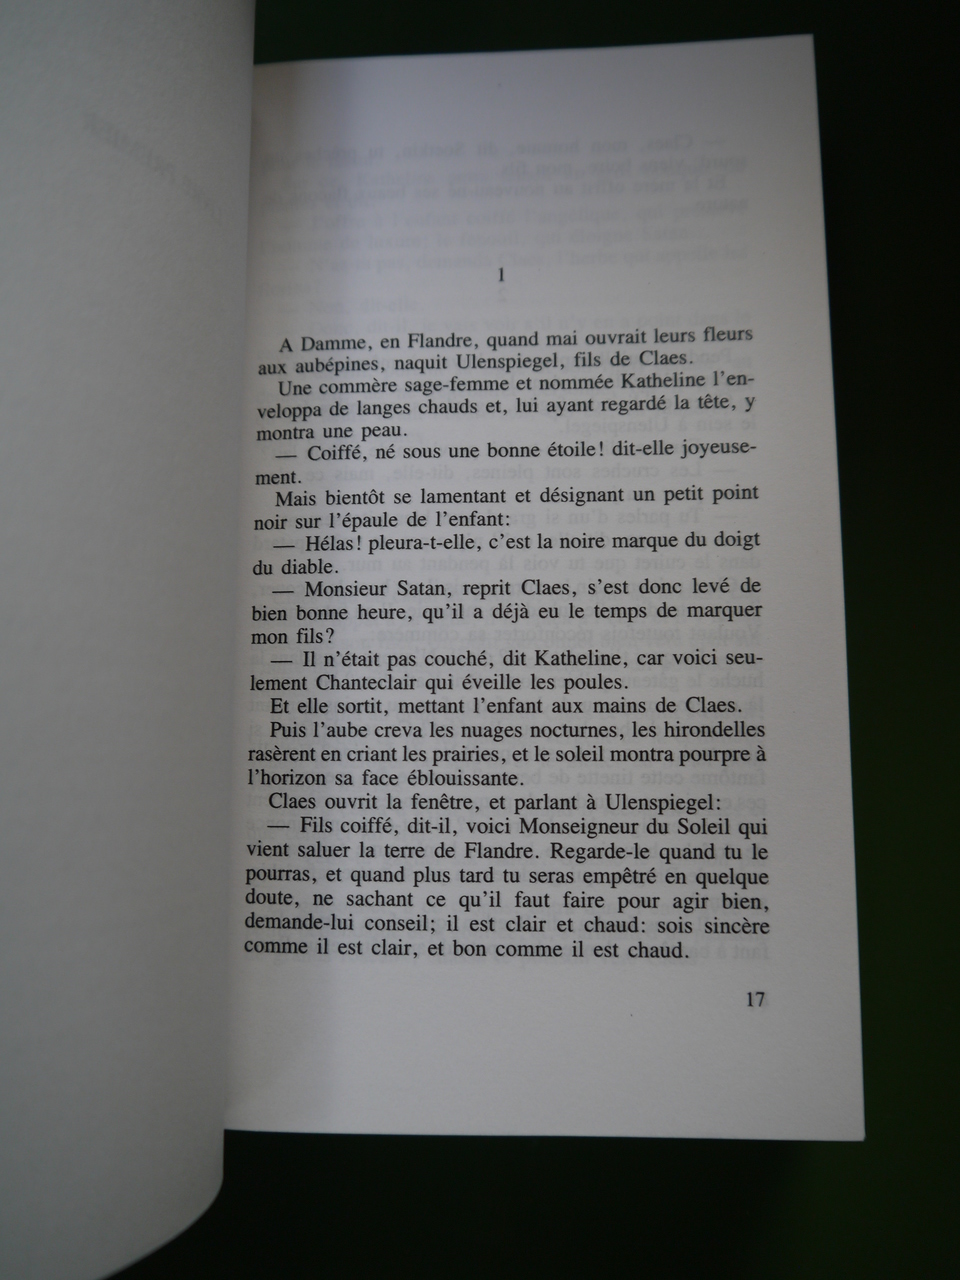 1
A Damme, en Flandre, quand mai ouvrait leurs fleurs
aux aubépines, naquit Ulenspiegel, fils de Claes.
Une commère sage-femme et nommée Katheline l'en-
veloppa de langes chauds et, lui ayant regardé la tête, y
montra une peau.
— Coiffé, né sous une bonne étoile! dit-elle joyeuse-
ment.
Mais bientôt se lamentant et désignant un petit point
noir sur l'épaule de l'enfant:
— Hélas! pleura-t-elle, c'est la noire marque du doigt
du diable.
— Monsieur Satan, reprit Claes, s'est donc levé de
bien bonne heure, qu'il a déjà eu le temps de marquer
mon fils?
— Il n'était pas couché, dit Katheline, car voici seu-
lement Chanteclair qui éveille les poules.
Et elle sortit, mettant l'enfant aux mains de Claes.
Puis l'aube creva les nuages nocturnes, les hirondelles
rasèrent en criant les prairies, et le soleil montra pourpre à
l'horizon sa face éblouissante.
Claes ouvrit la fenêtre, et parlant à Ulenspiegel:
— Fils coiffé, dit-il, voici Monseigneur du Soleil qui
vient saluer la terre de Flandre. Regarde-le quand tu le
pourras, et quand plus tard tu seras empêtré en quelque
doute, ne sachant ce qu'il faut faire pour agir bien,
demande-lui conseil; il est clair et chaud: sois sincère
comme il est clair, et bon comme il est chaud.
17